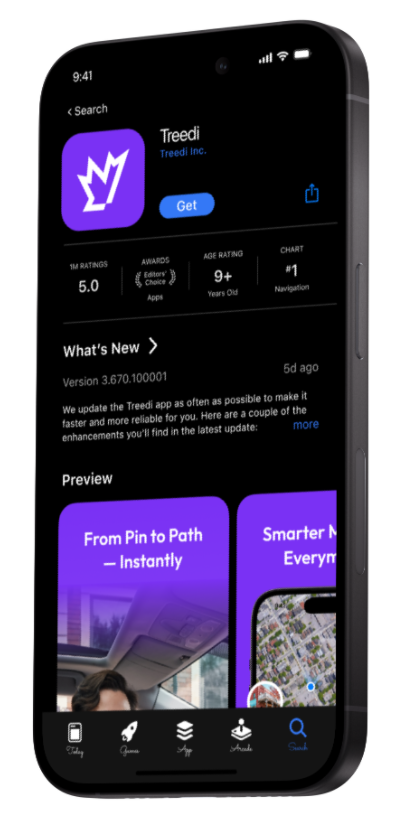 9:41
Search
Treedi
Treedi Inc.
Get
1M RATINGS
5.0
AWARDS
Editors'
Choice
Apps
AGE RATING
9+
Years Old
CHART
#1
Navigation
What's New
Version 3.670.100001
5d ago
We update the Treedi app as often as possible to make it
faster and more reliable for you. Here are a couple of the
enhancements you'll find in the latest update:
more
Preview
From Pin to Path
— Instantly
Smarter M
Everym
Today
Games
App
Arcade
Search